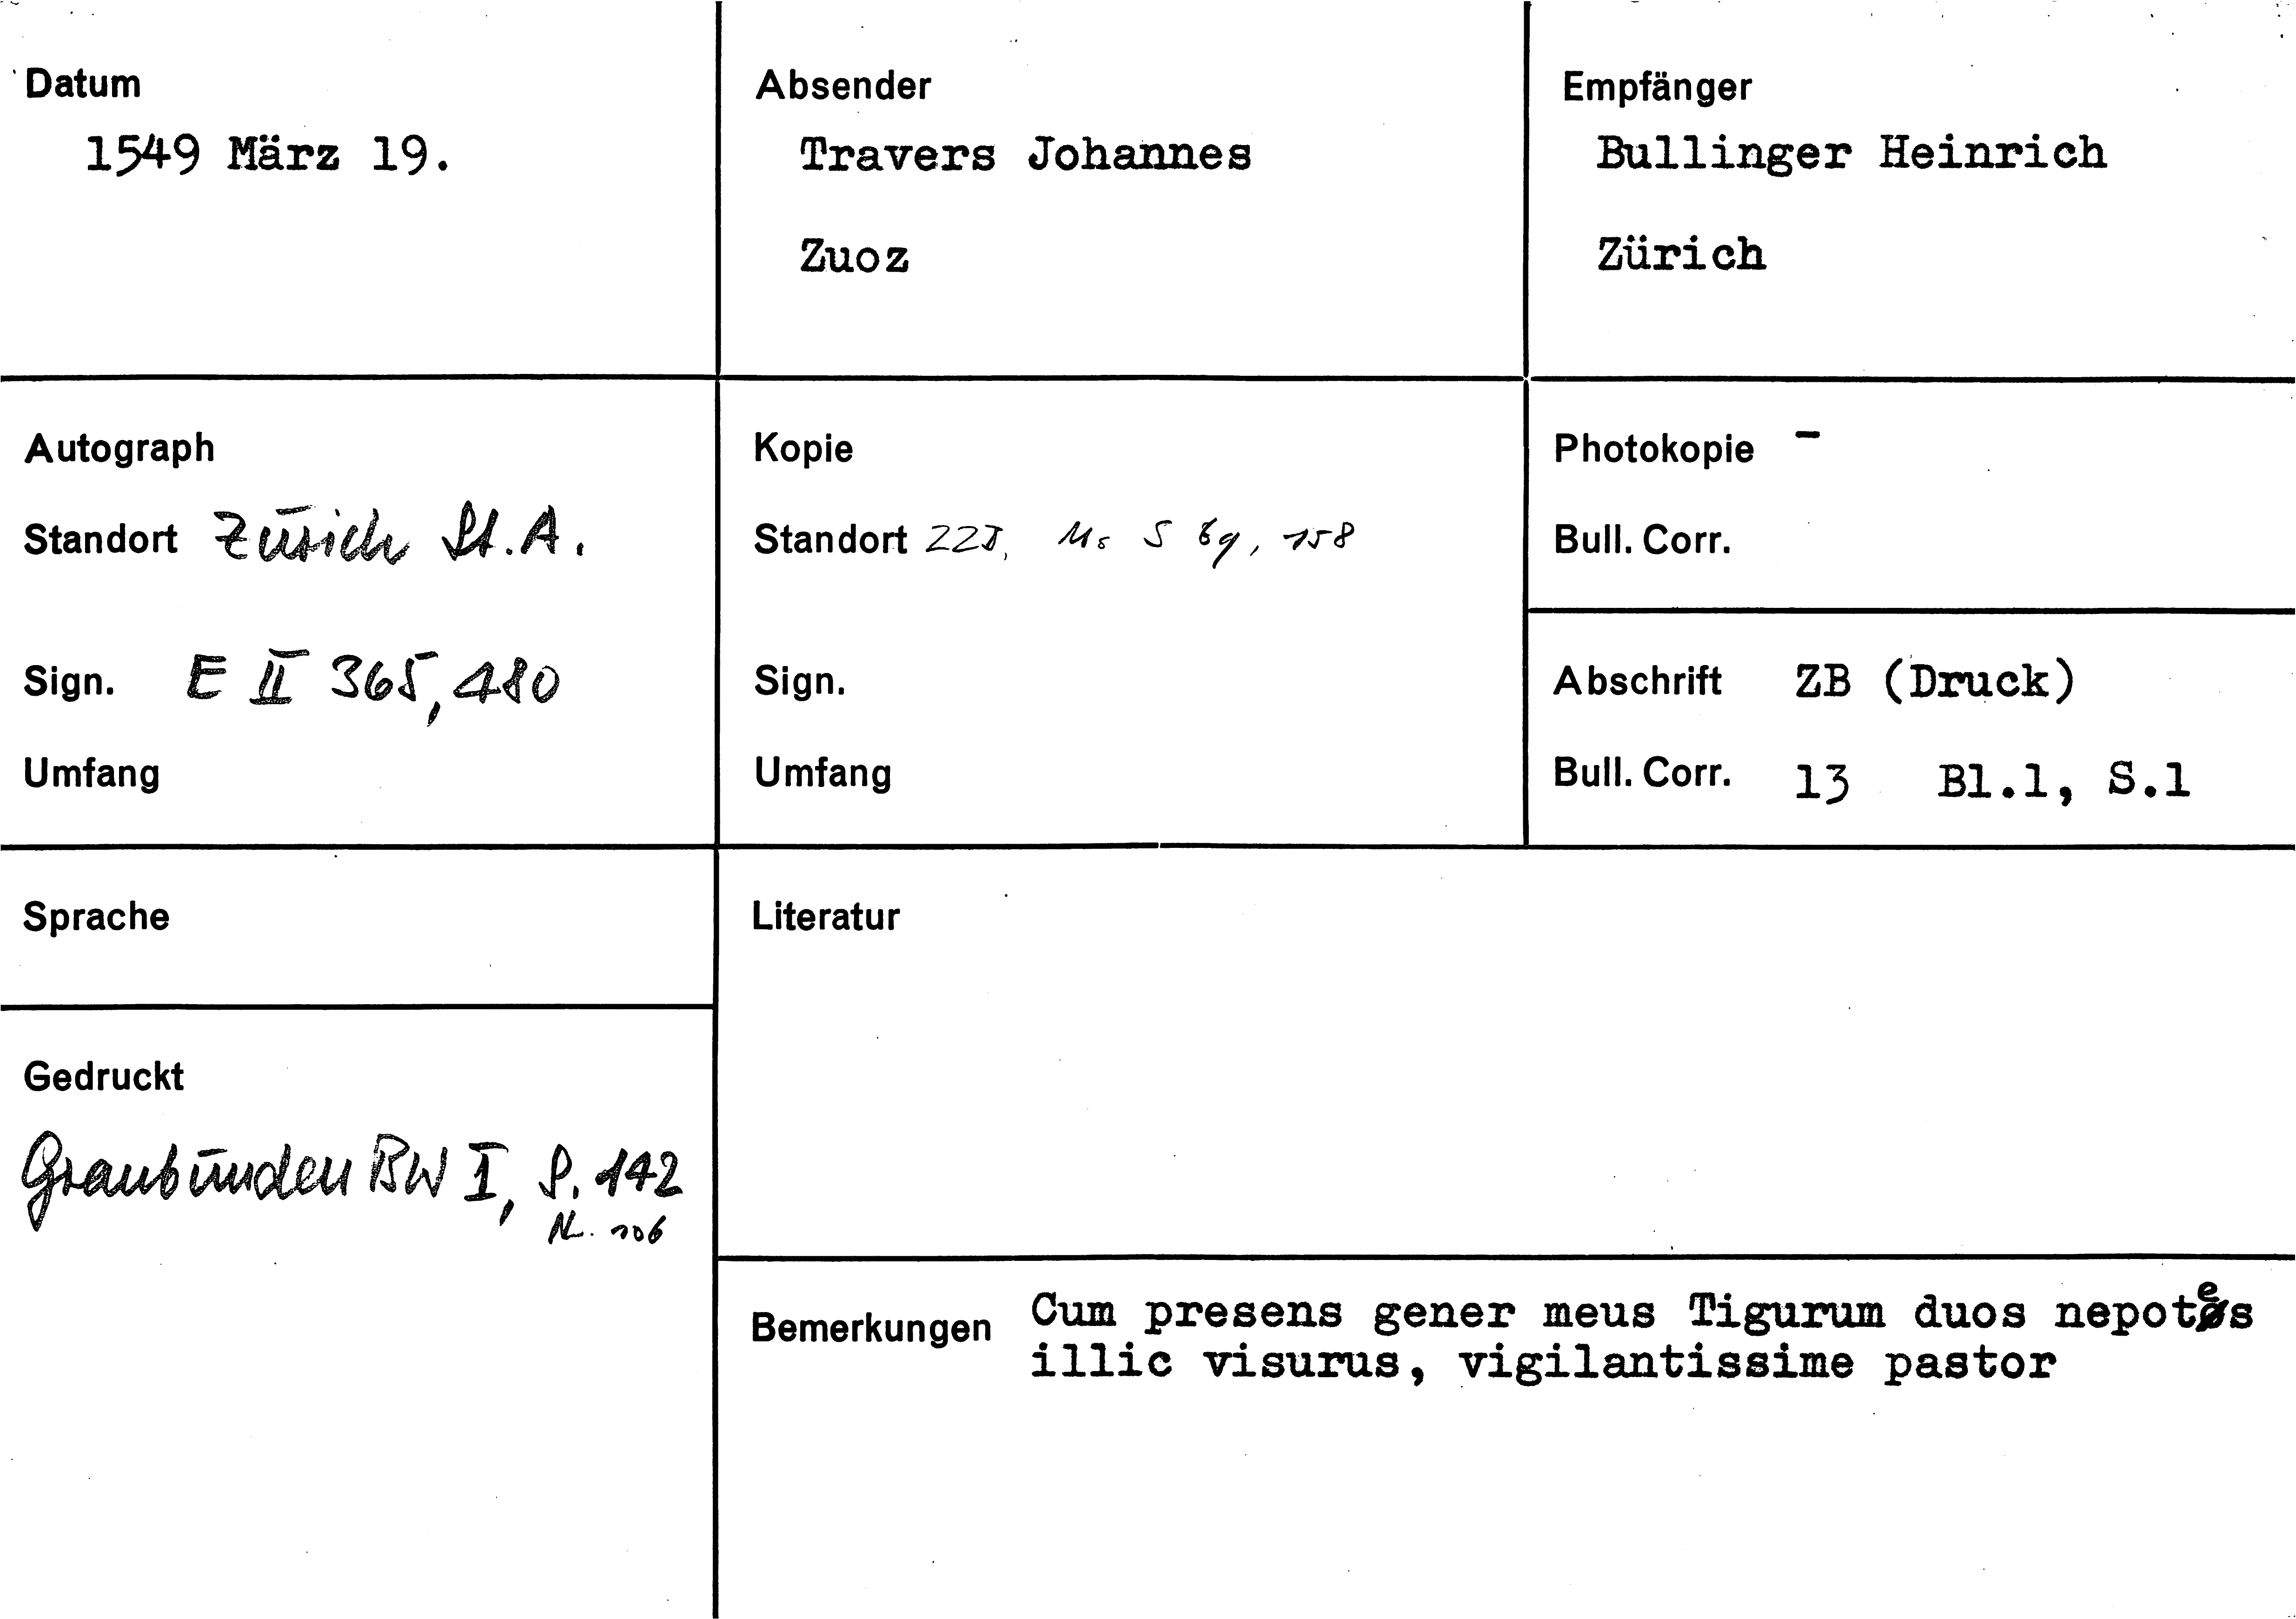 Datum
1549 März 19.
Absender
Travers Johannes
Zuoz
Empfänger
Bullinger Heinrich
Zürich
Autograph
Standort Zürich St.A.
Sign. E II 365, 480
Umfang
Kopie
Standort ZZB, Ms S 69, 158
Sign.
Umfang
Photokopie -
Bull. Corr.
Abschrift ZB (Druck)
Bull. Corr. 13 Bl.1, S.1
Sprache
Literatur
Gedruckt
Graubünden BW I, S. 142
Nr. 106
Bemerkungen Cum presens gener meus Tigurum duos nepotes
illic visurus, vigilantissime pastor